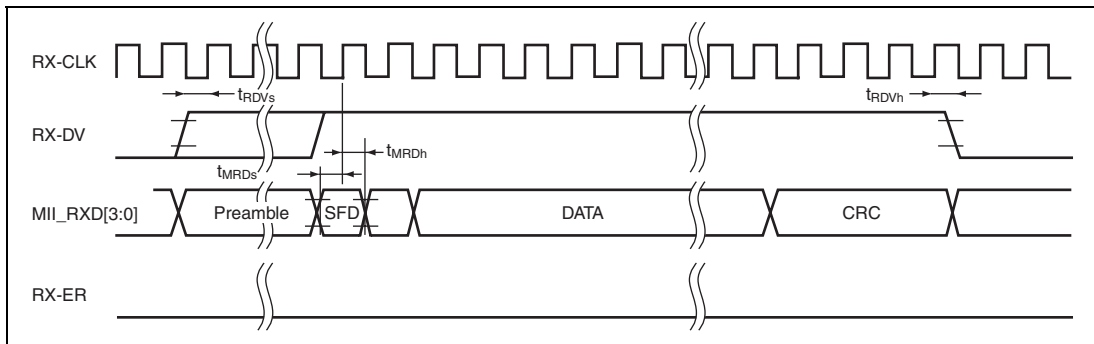 RX-CLK
tRDVs
tRDVh
RX-DV
tMRDh
tMRDs
MII_RXD[3:0]
Preamble
SFD
DATA
CRC
RX-ER